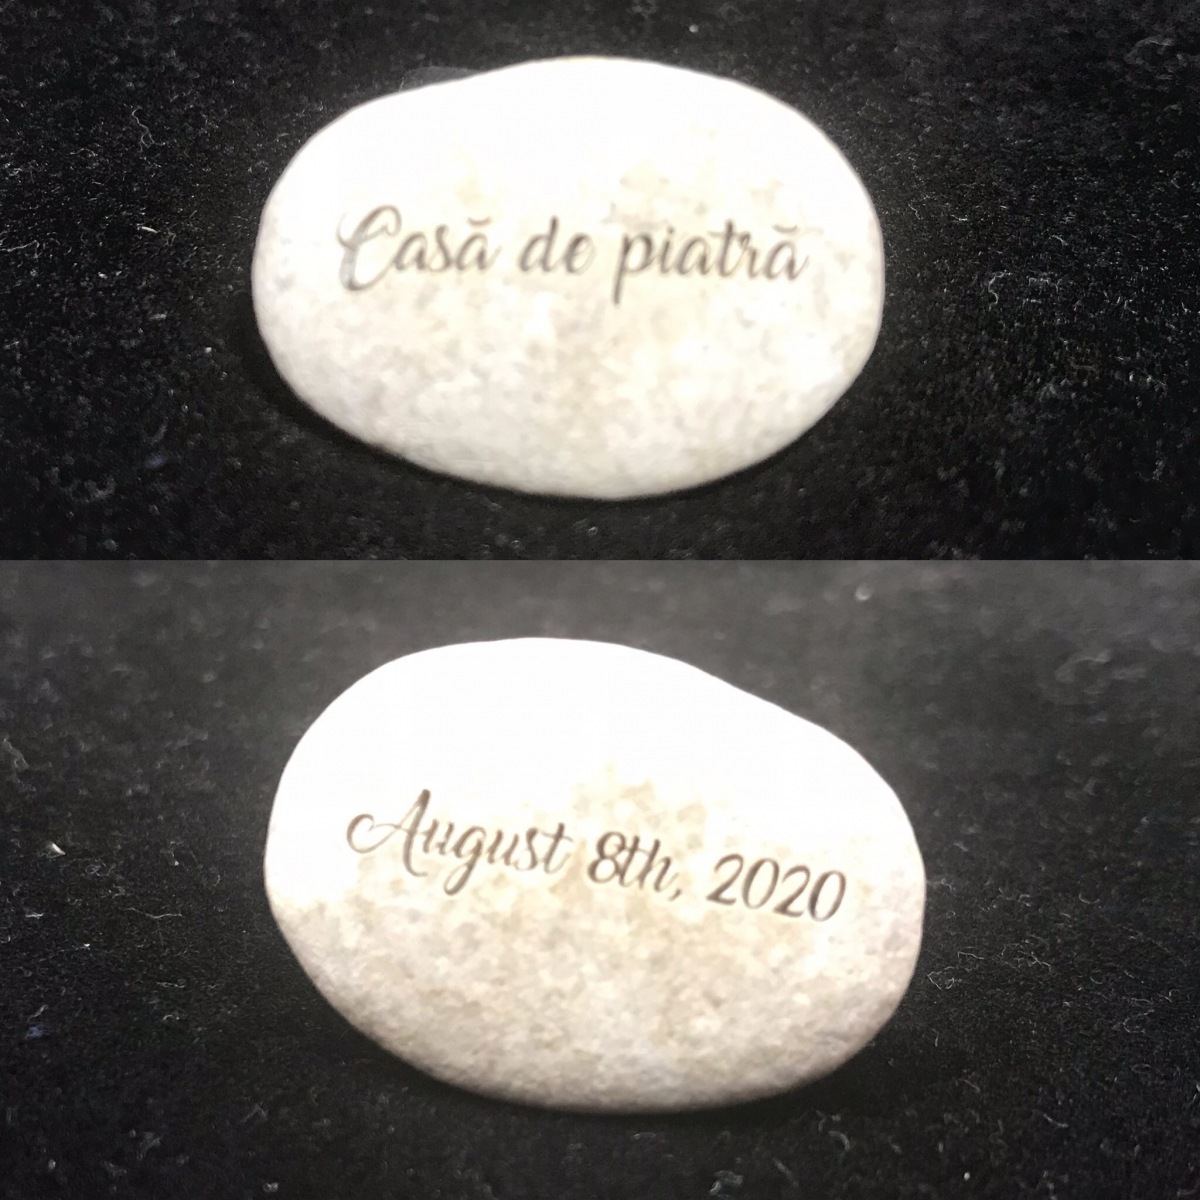 Casă de piatră
August 8th, 2020